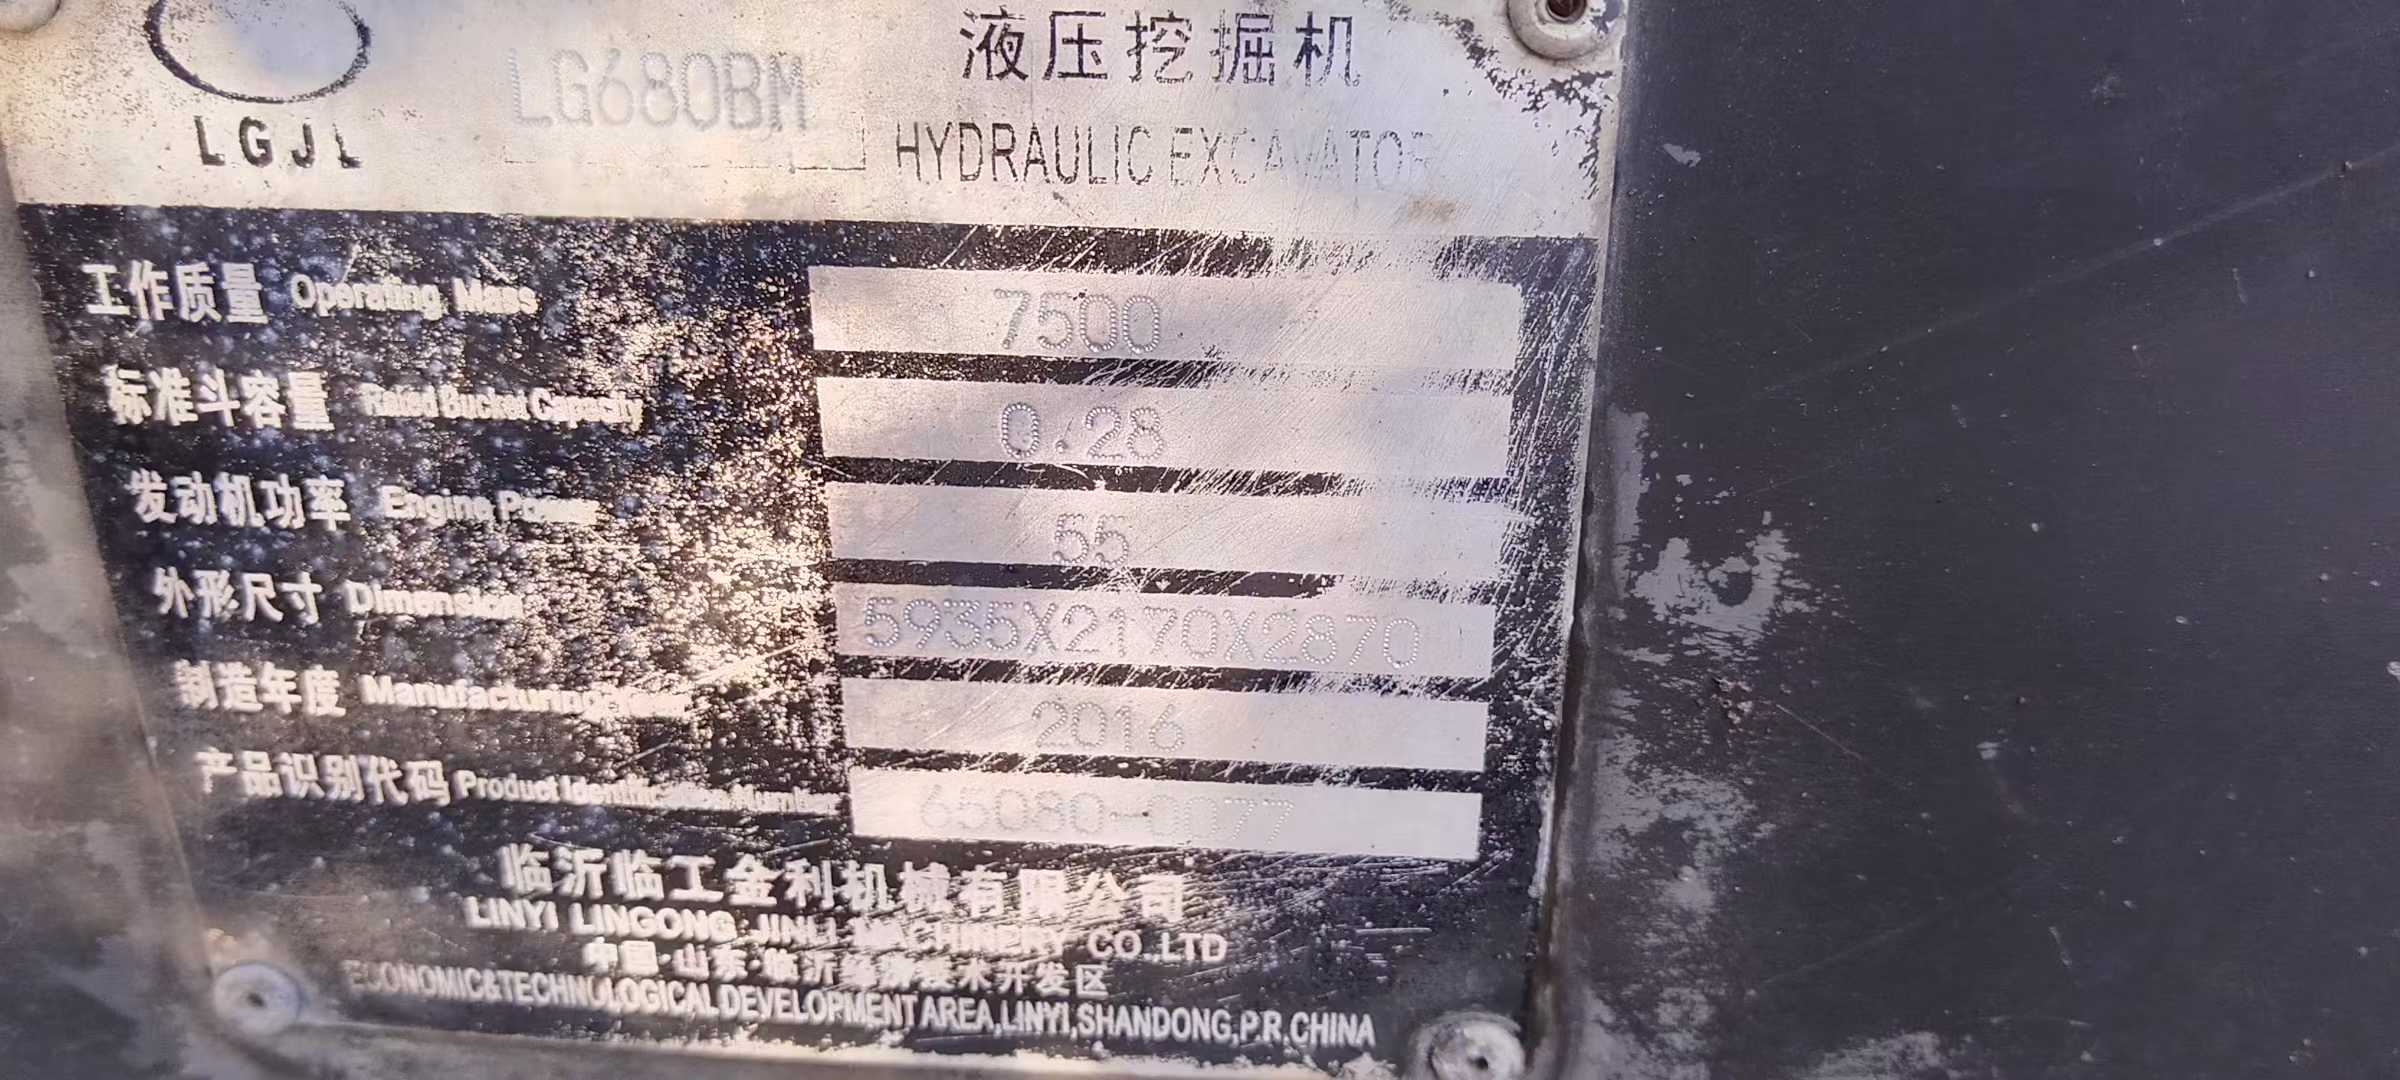 液压挖掘机
LG680BM
LGJL
HYDRAULIC EXCAVATOR
工作质量 Operating Mass 7500
标准斗容量 Rated Bucket Capacity 0.28
发动机功率 Engine Power 55
外形尺寸 Dimension 5935X2170X2870
制造年度 Manufacturing 2016
产品识别代码 Product Identification Number 65080-0077
临沂临工金利机械有限公司
LINYI LINGONG JINLI MACHINERY CO.,LTD
中国·山东·临沂经济技术开发区
ECONOMIC&TECHNOLOGICAL DEVELOPMENT AREA,LINYI,SHANDONG,P.R.CHINA